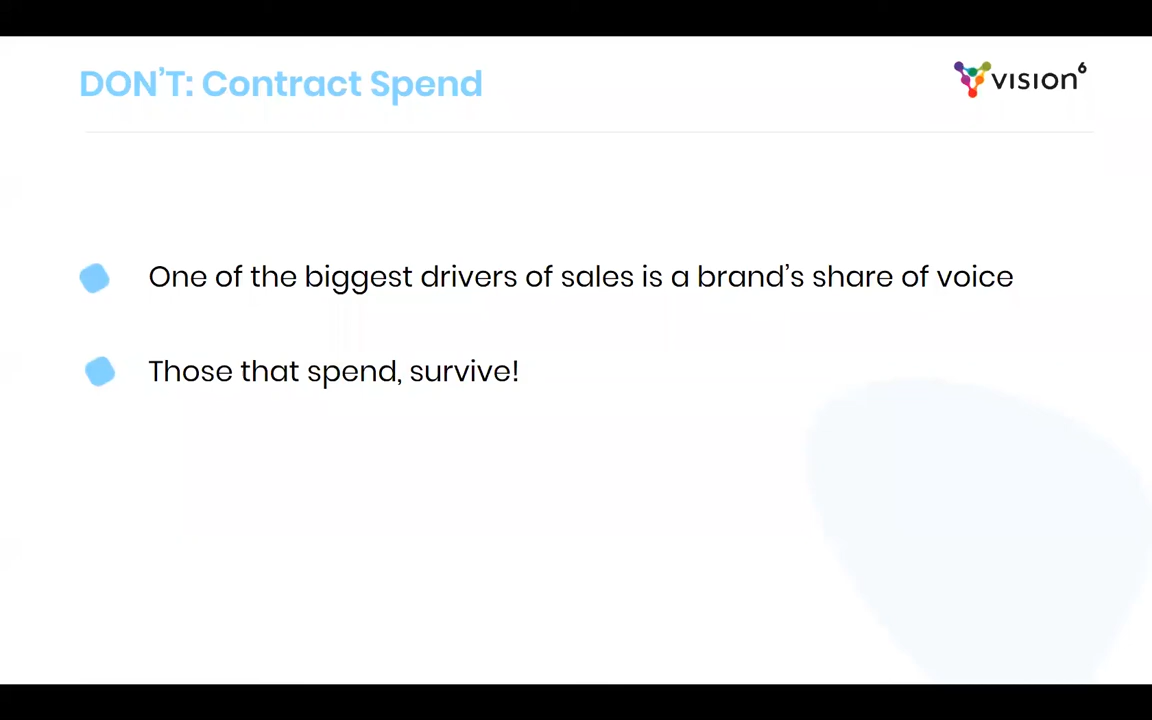 DON'T: Contract Spend
vision6
One of the biggest drivers of sales is a brand's share of voice
Those that spend, survive!